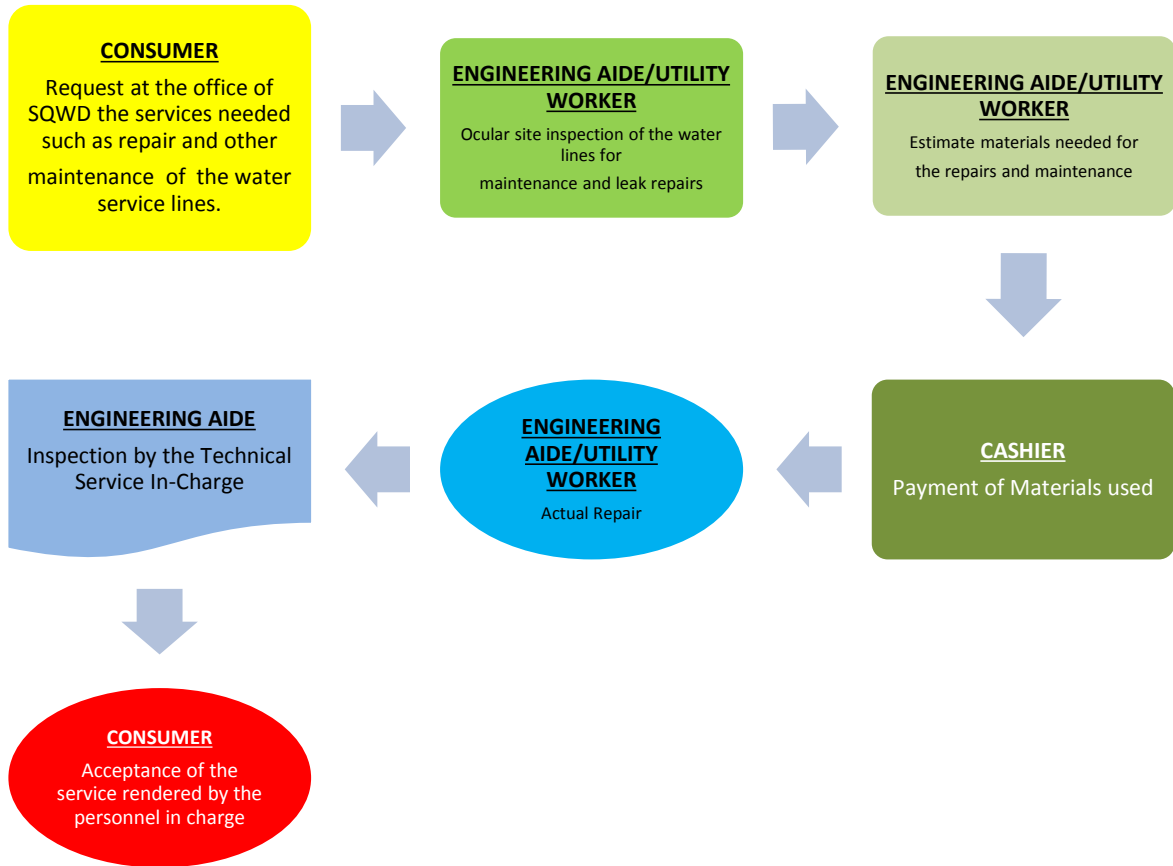 CONSUMER
Request at the office of
SQWD the services needed
such as repair and other
maintenance of the water
service lines.
ENGINEERING AIDE/UTILITY
WORKER
Ocular site inspection of the water
lines for
maintenance and leak repairs
ENGINEERING AIDE/UTILITY
WORKER
Estimate materials needed for
the repairs and maintenance
CASHIER
Payment of Materials used
ENGINEERING
AIDE/UTILITY
WORKER
Actual Repair
ENGINEERING AIDE
Inspection by the Technical
Service In-Charge
CONSUMER
Acceptance of the
service rendered by the
personnel in charge